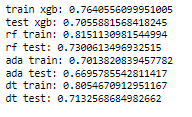 train xgb: 0.7640556099951005
test xgb: 0.7055881568418245
rf train: 0.8151130981544994
rf test: 0.7300613496932515
ada train: 0.7013820839457782
ada test: 0.6695785542811417
dt train: 0.8054670912951167
dt test: 0.7132568684982662